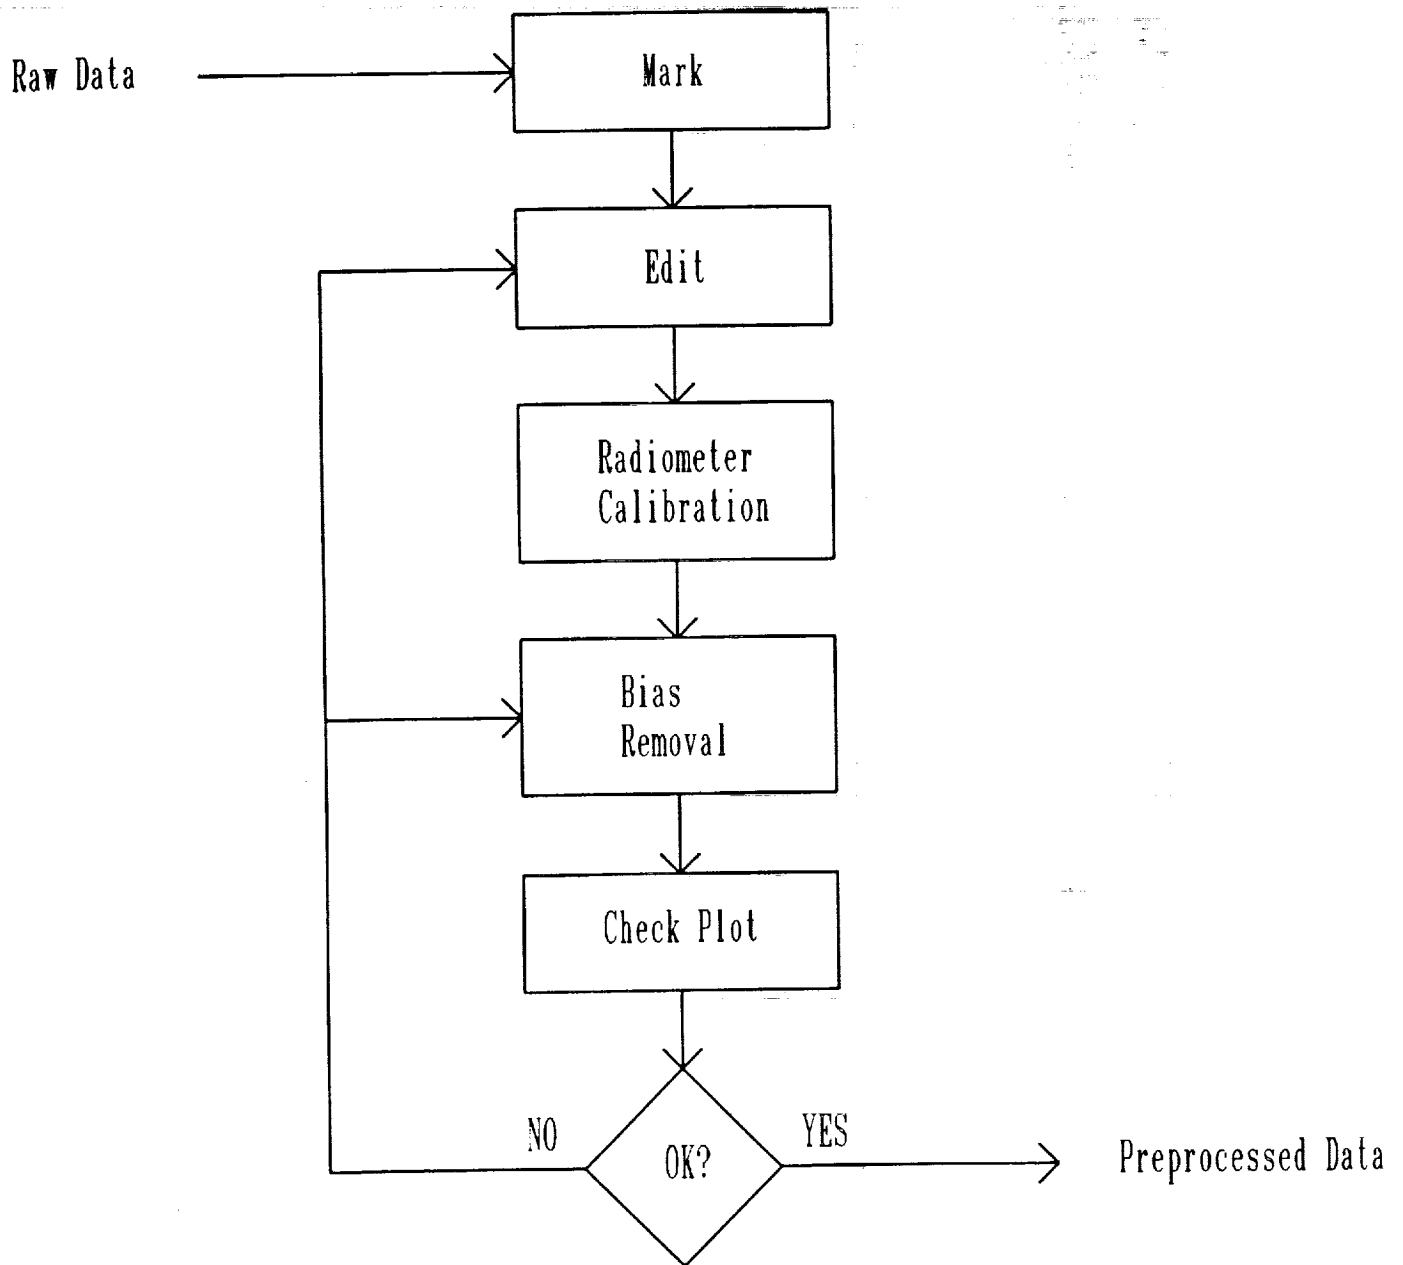 Raw Data
Mark
Edit
Radiometer
Calibration
Bias
Removal
Check Plot
NO
OK?
YES
Preprocessed Data